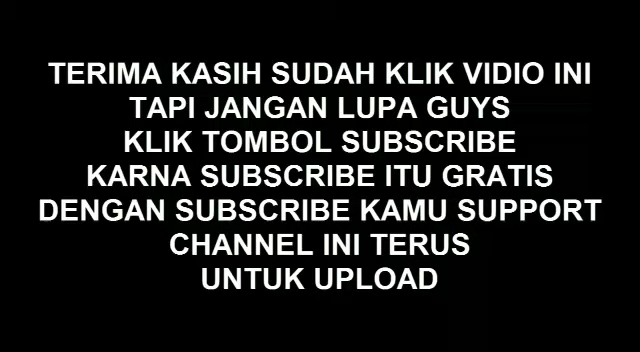 TERIMA KASIH SUDAH KLIK VIDIO INI
TAPI JANGAN LUPA GUYS
KLIK TOMBOL SUBSCRIBE
KARNA SUBSCRIBE ITU GRATIS
DENGAN SUBSCRIBE KAMU SUPPORT
CHANNEL INI TERUS
UNTUK UPLOAD